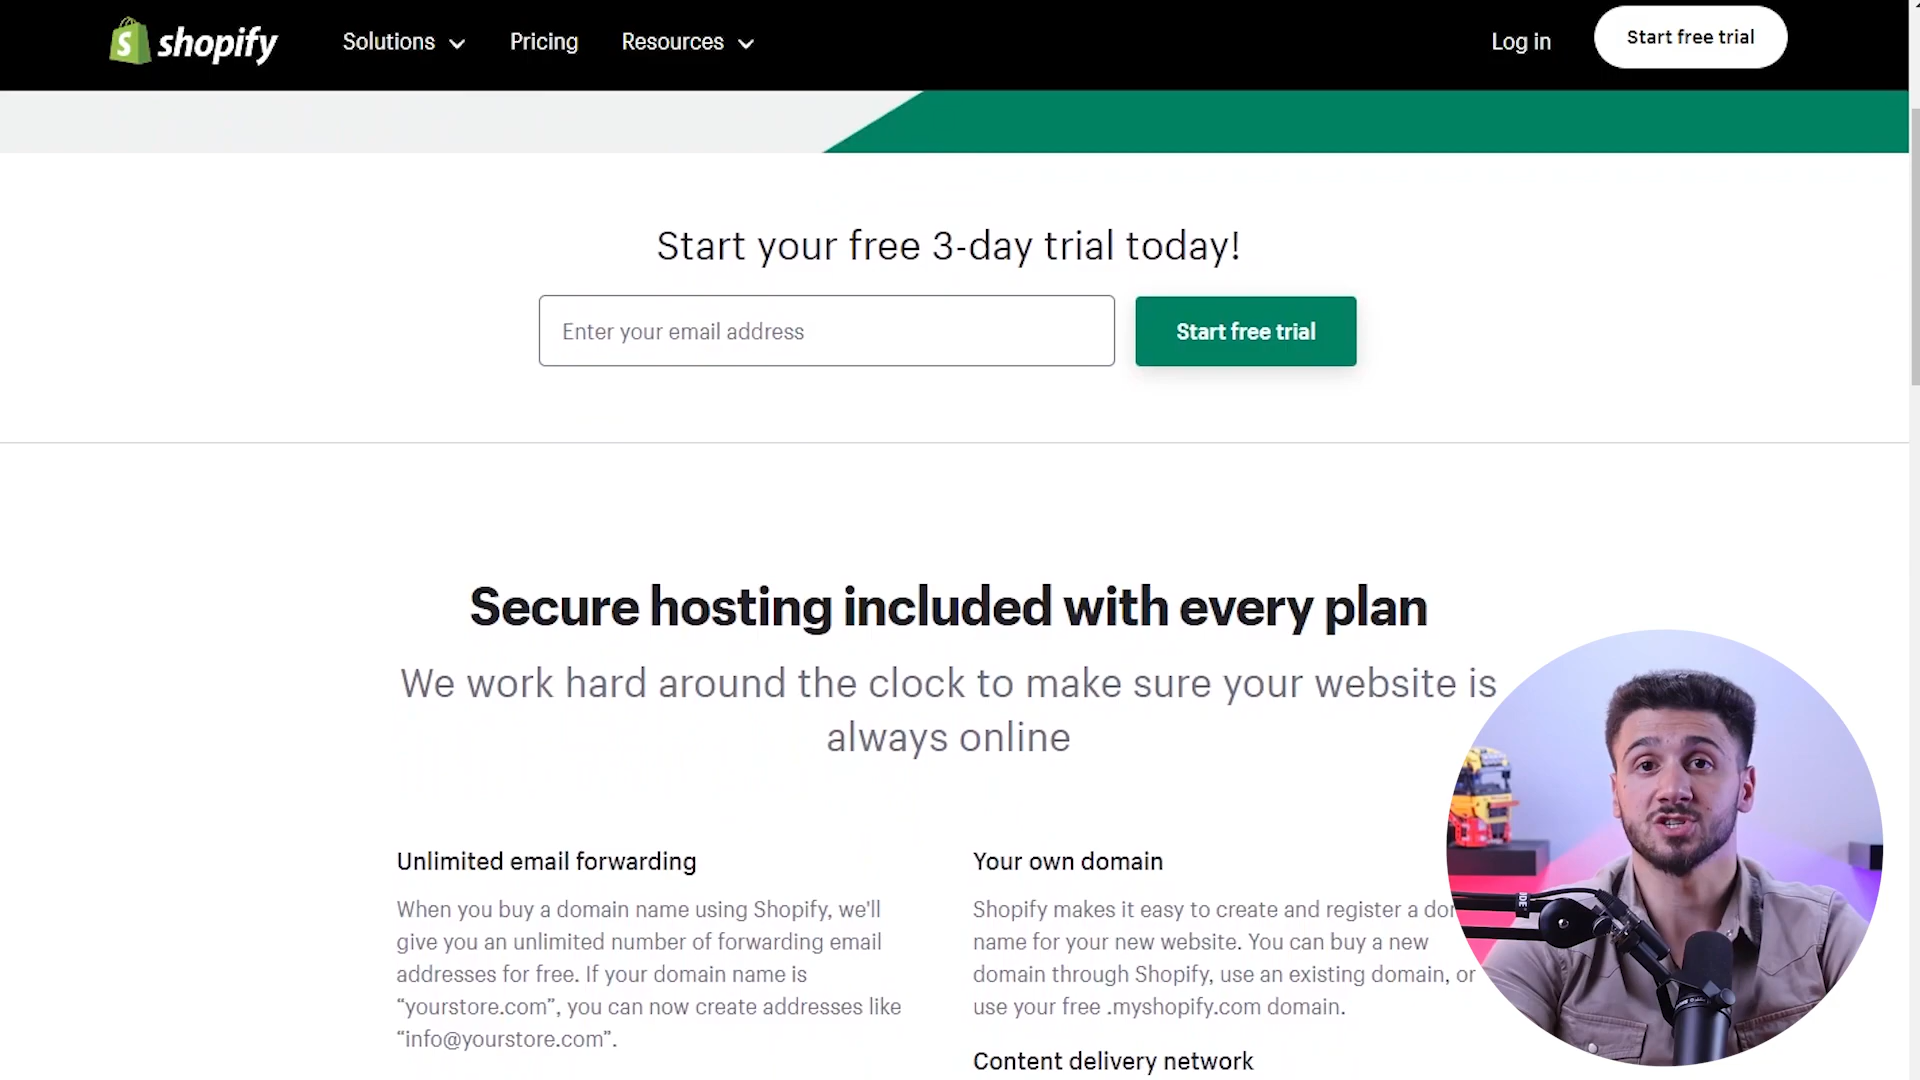 shopify
Solutions
Pricing
Resources
Log in
Start free trial
Start your free 3-day trial today!
Enter your email address
Start free trial
Secure hosting included with every plan
We work hard around the clock to make sure your website is
always online
Unlimited email forwarding
When you buy a domain name using Shopify, we'll
give you an unlimited number of forwarding email
addresses for free. If your domain name is
“yourstore.com”, you can now create addresses like
“info@yourstore.com”.
Your own domain
Shopify makes it easy to create and register a
name for your new website. You can buy a new
domain through Shopify, use an existing domain, or
use your free .myshopify.com domain.
Content delivery network